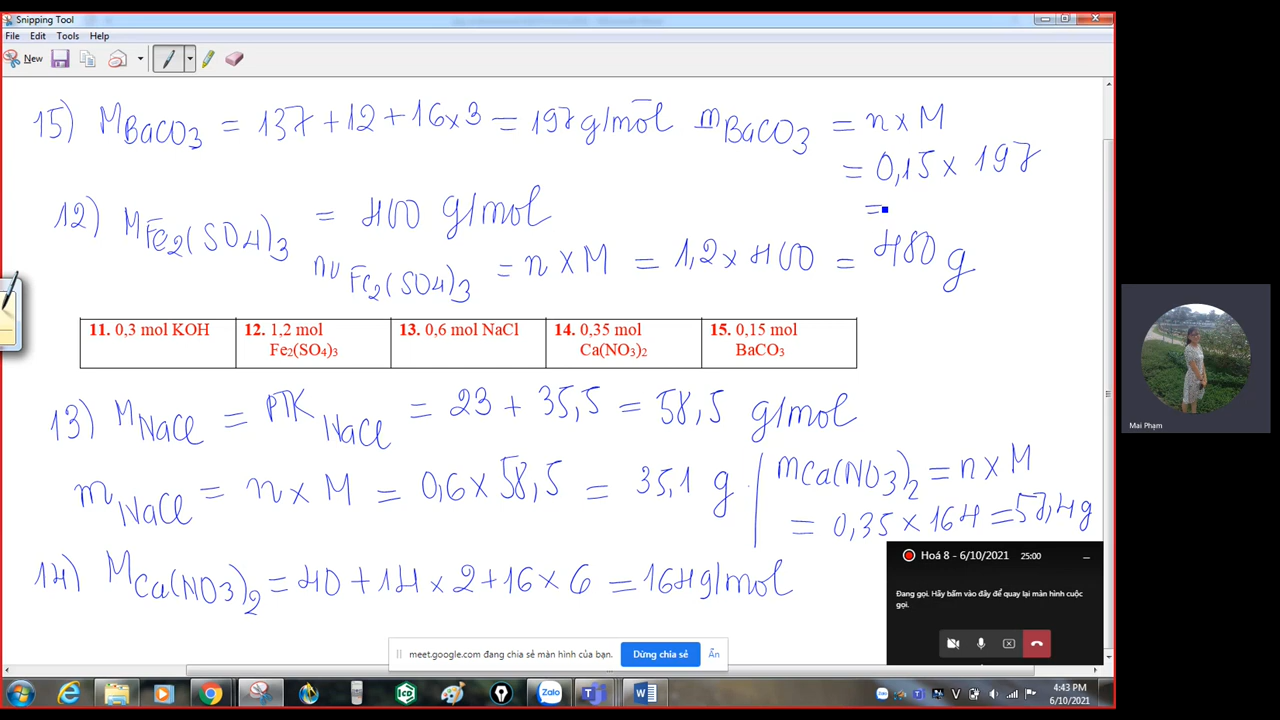 Snipping Tool
File Edit Tools Help
New
15) M BaCO3 = 137 + 12 + 16x3 = 197 g/mol m BaCO3 = n x M
= 0,15 x 197
=
12) M Fe2(SO4)3 = 400 g/mol
m Fe2(SO4)3 = n x M = 1,2 x 400 = 480 g
11. 0,3 mol KOH
12. 1,2 mol
Fe2(SO4)3
13. 0,6 mol NaCl
14. 0,35 mol
Ca(NO3)2
15. 0,15 mol
BaCO3
Mai Phạm
13) M NaCl = PTK NaCl = 23 + 35,5 = 58,5 g/mol
m NaCl = n x M = 0,6 x 58,5 = 35,1 g
mCa(NO3)2 = n x M
= 0,35 x 164 = 57,4g
14) M Ca(NO3)2 = 40 + 14 x 2 + 16 x 6 = 164g/mol
Hoá 8 - 6/10/2021 25:00
Đang gọi. Hãy bấm vào đây để quay lại màn hình cuộc
gọi.
meet.google.com đang chia sẻ màn hình của bạn. Dừng chia sẻ Ẩn
Zalo
4:43 PM
6/10/2021